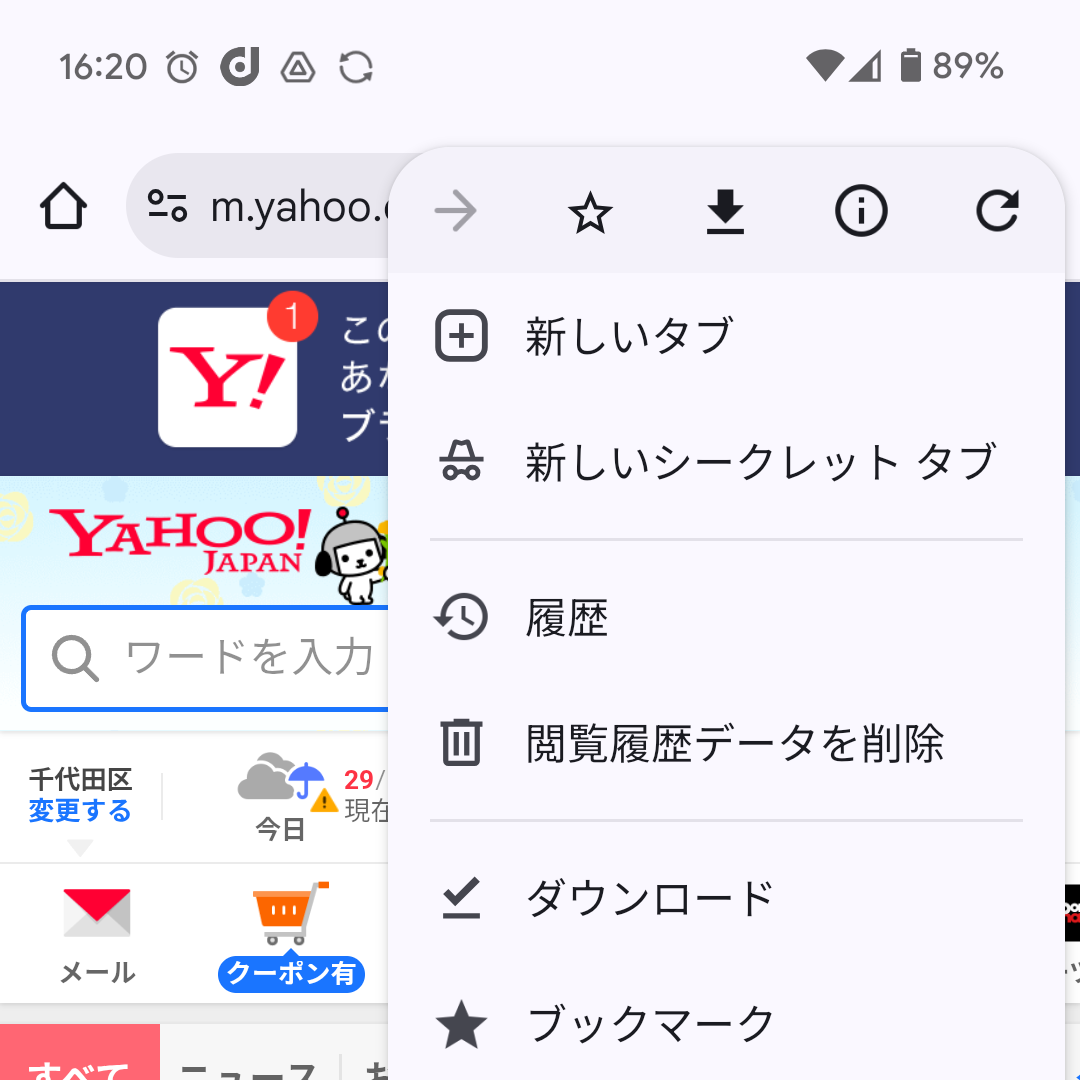 16:20
89%
m.yahoo.
1
Y!
この
あな
ブラ
YAHOO!
JAPAN
ワードを入力
千代田区
変更する
今日
29/
現在
メール
クーポン有
すべて
ニュース
新しいタブ
新しいシークレット タブ
履歴
閲覧履歴データを削除
ダウンロード
ブックマーク